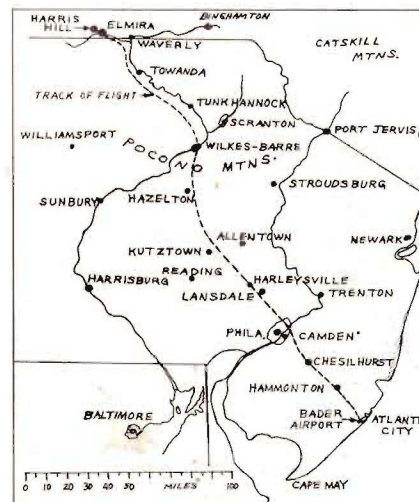 HARRIS
HILL
ELMIRA
BINGHAMTON
WAVERLY
CATSKILL
MTNS.
TOWANDA
TRACK OF FLIGHT
TUNKHANNOCK
SCRANTON
PORT JERVIS
WILLIAMSPORT
POCONO
MTNS.
WILKES-BARRE
STROUDSBURG
SUNBURY
HAZELTON
ALLENTOWN
NEWARK
KUTZTOWN
HARRISBURG
READING
HARLEYSVILLE
LANSDALE
TRENTON
PHILA.
CAMDEN
CHESILHURST
HAMMONTON
BALTIMORE
BADER
AIRPORT
ATLANTIC
CITY
0 10 20 30 40 50 100
MILES
CAPE MAY